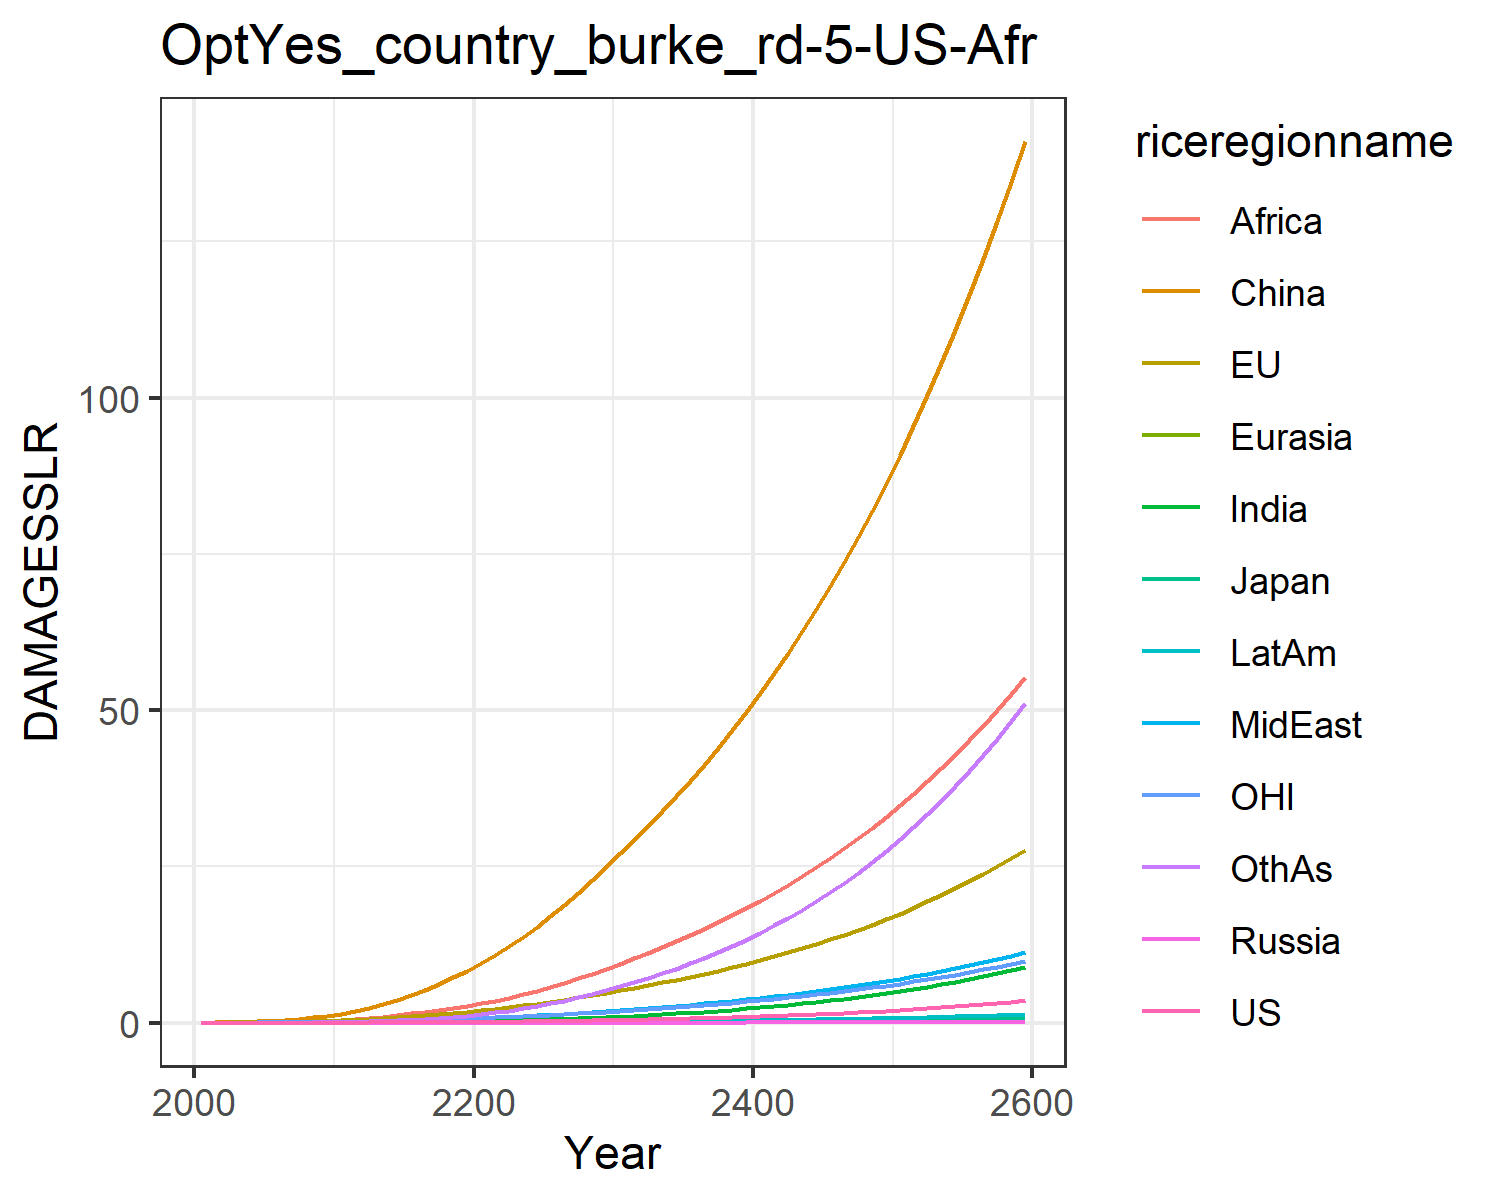 OptYes_country_burke_rd-5-US-Afr
DAMAGESSLR
100
50
0
2000
2200
2400
2600
Year
riceregionname
Africa
China
EU
Eurasia
India
Japan
LatAm
MidEast
OHI
OthAs
Russia
US